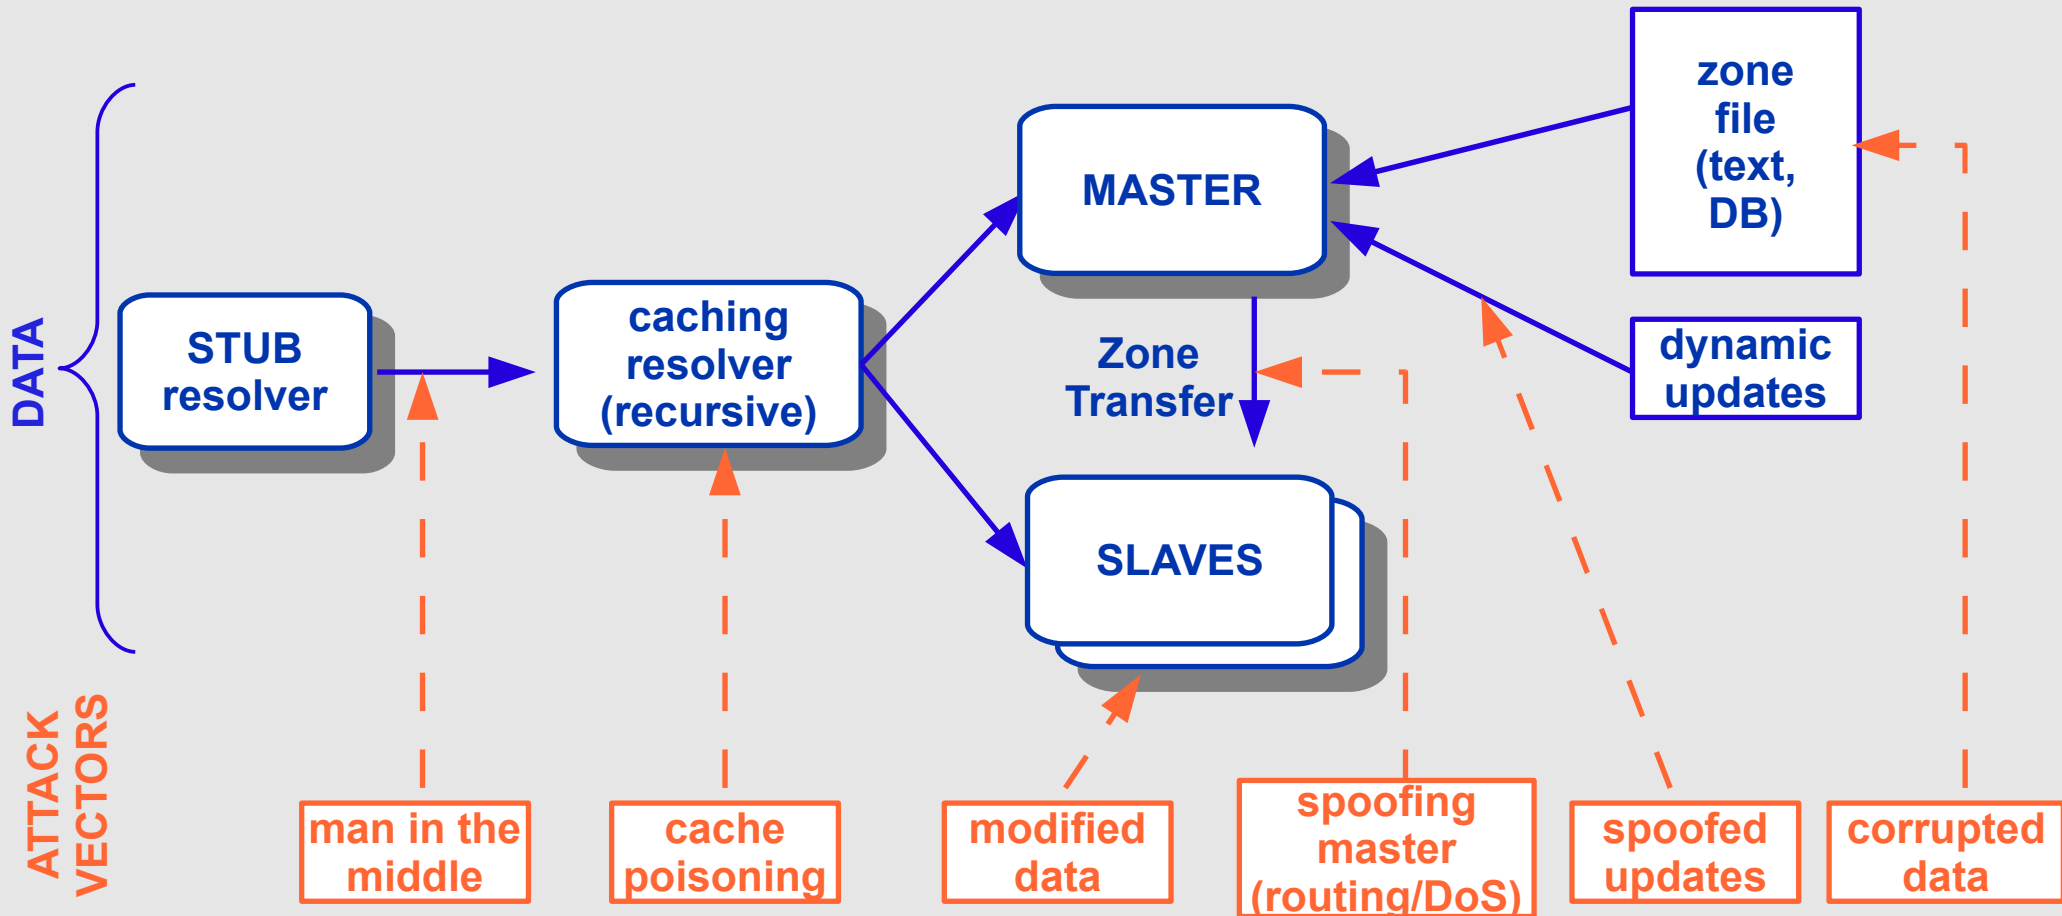 zone
file
(text,
DB)
MASTER
DATA
STUB
resolver
caching
resolver
(recursive)
Zone
Transfer
dynamic
updates
SLAVES
ATTACK
VECTORS
man in the
middle
cache
poisoning
modified
data
spoofing
master
(routing/DoS)
spoofed
updates
corrupted
data